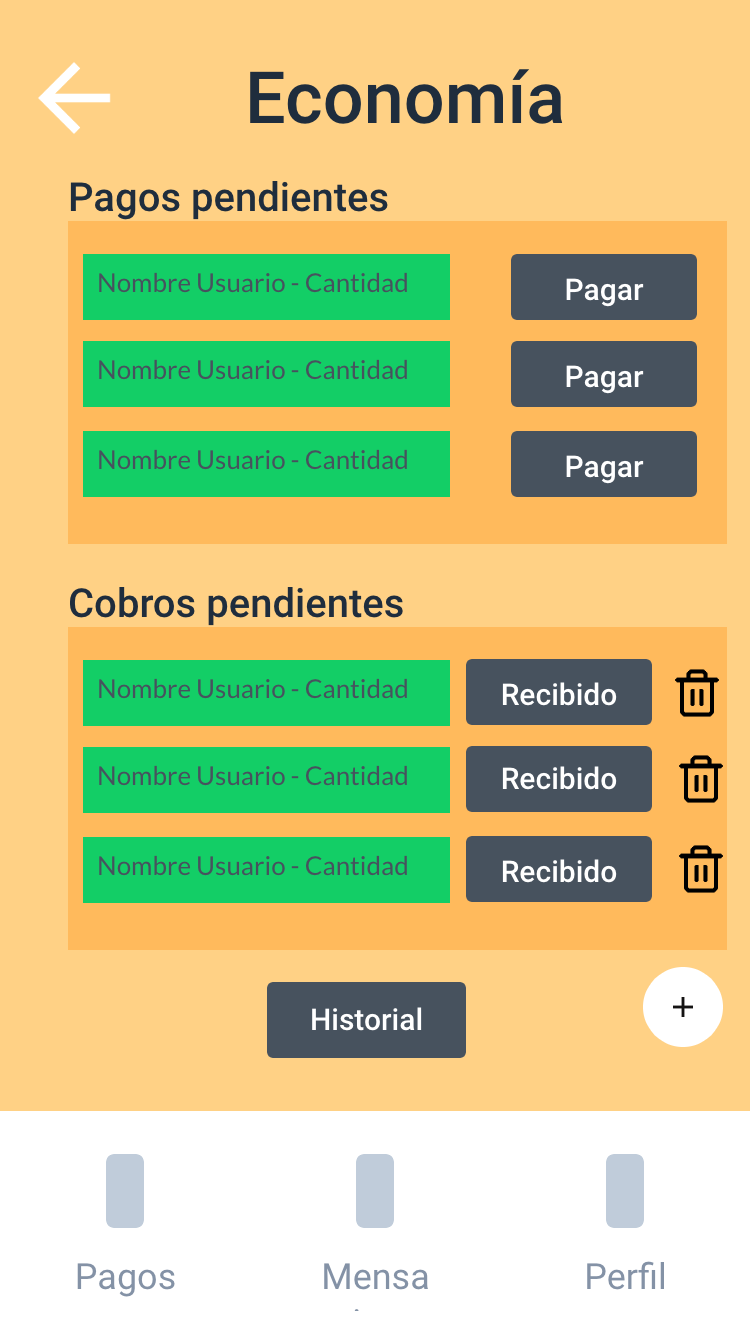 Economía
Pagos pendientes
Nombre Usuario - Cantidad
Pagar
Nombre Usuario - Cantidad
Pagar
Nombre Usuario - Cantidad
Pagar
Cobros pendientes
Nombre Usuario - Cantidad
Recibido
Nombre Usuario - Cantidad
Recibido
Nombre Usuario - Cantidad
Recibido
Historial
+
Pagos
Mensa
Perfil